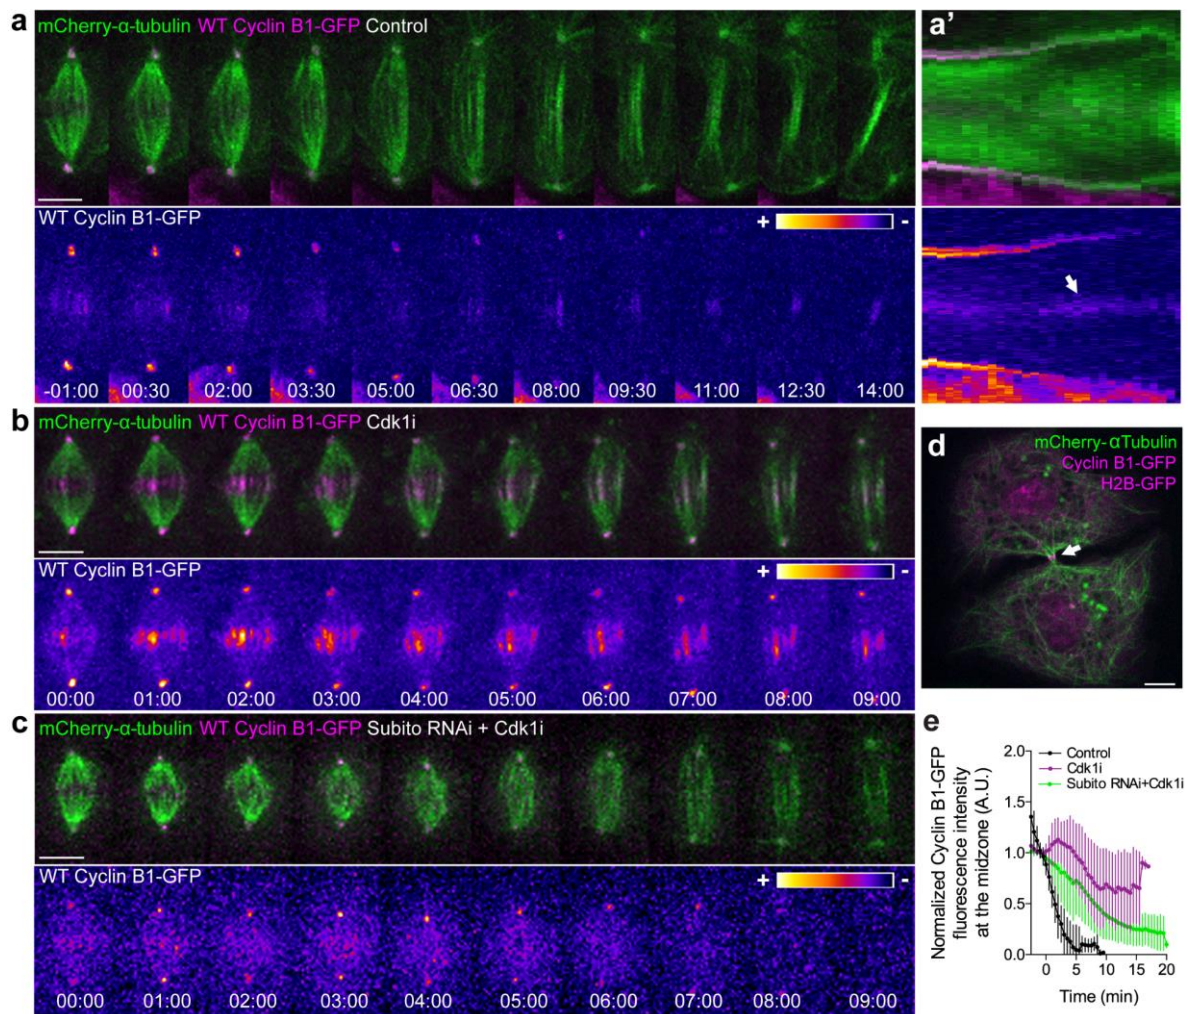 a
mCherry-α-tubulin WT Cyclin B1-GFP Control
WT Cyclin B1-GFP
+ -
-01:00 00:30 02:00 03:30 05:00 06:30 08:00 09:30 11:00 12:30 14:00
a'
b
mCherry-α-tubulin WT Cyclin B1-GFP Cdk1i
WT Cyclin B1-GFP
+ -
00:00 01:00 02:00 03:00 04:00 05:00 06:00 07:00 08:00 09:00
c
mCherry-α-tubulin WT Cyclin B1-GFP Subito RNAi + Cdk1i
WT Cyclin B1-GFP
+ -
00:00 01:00 02:00 03:00 04:00 05:00 06:00 07:00 08:00 09:00
d
mCherry-αTubulin
Cyclin B1-GFP
H2B-GFP
e
Normalized Cyclin B1-GFP
fluorescence intensity
at the midzone (A.U.)
2.0
1.5
1.0
0.5
0.0
Control
Cdk1i
Subito RNAi+Cdk1i
0 5 10 15 20
Time (min)